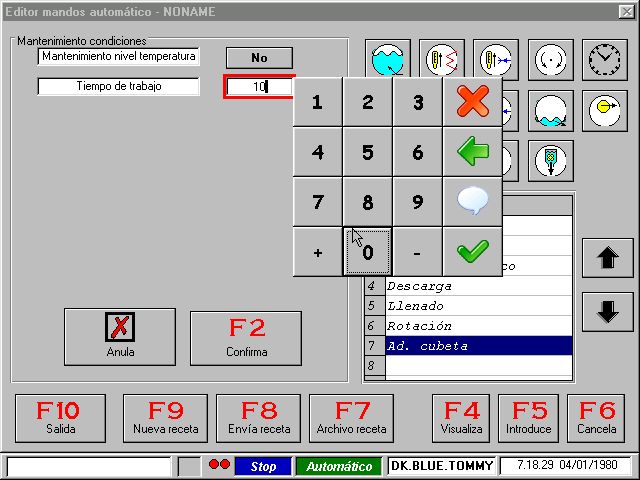 Editor mandos automático - NONAME
Mantenimiento condiciones
Mantenimiento nivel temperatura
No
Tiempo de trabajo
10
1 2 3
4 5 6
7 8 9
+ 0 -
co
4 Descarga
5 Llenado
6 Rotación
7 Ad. cubeta
8
Anula
F2
Confirma
F10
Salida
F9
Nueva receta
F8
Envía receta
F7
Archivo receta
F4
Visualiza
F5
Introduce
F6
Cancela
Stop
Automático
DK.BLUE.TOMMY
7.18.29 04/01/1980